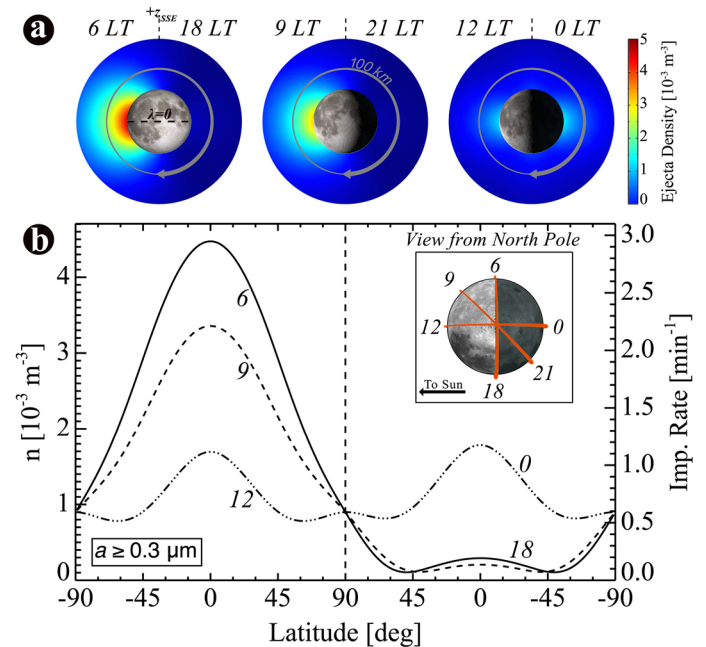 a
+z_SSE
6 LT 18 LT
9 LT 21 LT
12 LT 0 LT
λ=0
100 km
5
4
3
2
1
0
Ejecta Density [10⁻³ m⁻³]
b
View from North Pole
6
9
12
0
21
18
To Sun
6
9
12
0
18
a ≥ 0.3 μm
4
3
2
1
0
n [10⁻³ m⁻³]
3.0
2.5
2.0
1.5
1.0
0.5
0.0
Imp. Rate [min⁻¹]
-90 -45 0 45 90 45 0 -45 -90
Latitude [deg]